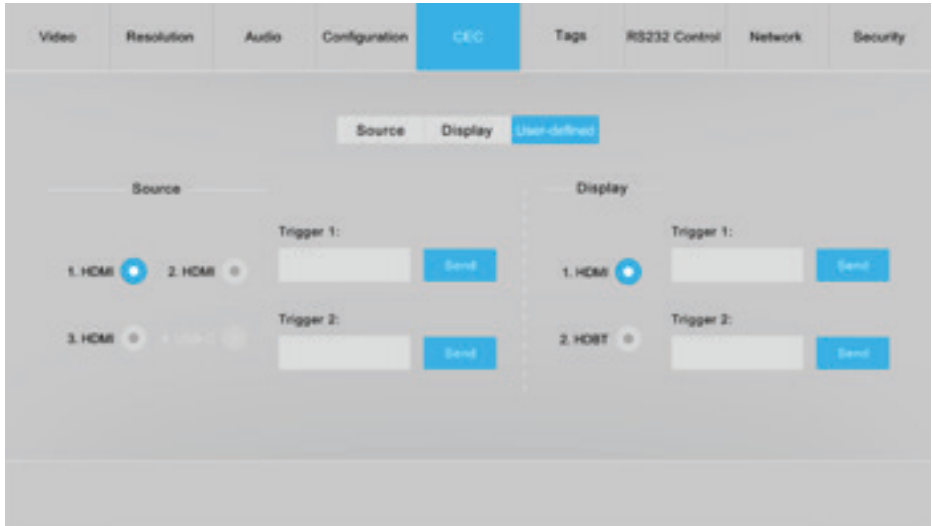 Video Resolution Audio Configuration CEC Tags RS232 Control Network Security
Source Display User-defined
Source
Trigger 1:
1. HDMI 2. HDMI Send
Trigger 2:
3. HDMI 4. USB-C Send
Display
Trigger 1:
1. HDMI Send
Trigger 2:
2. HDBT Send